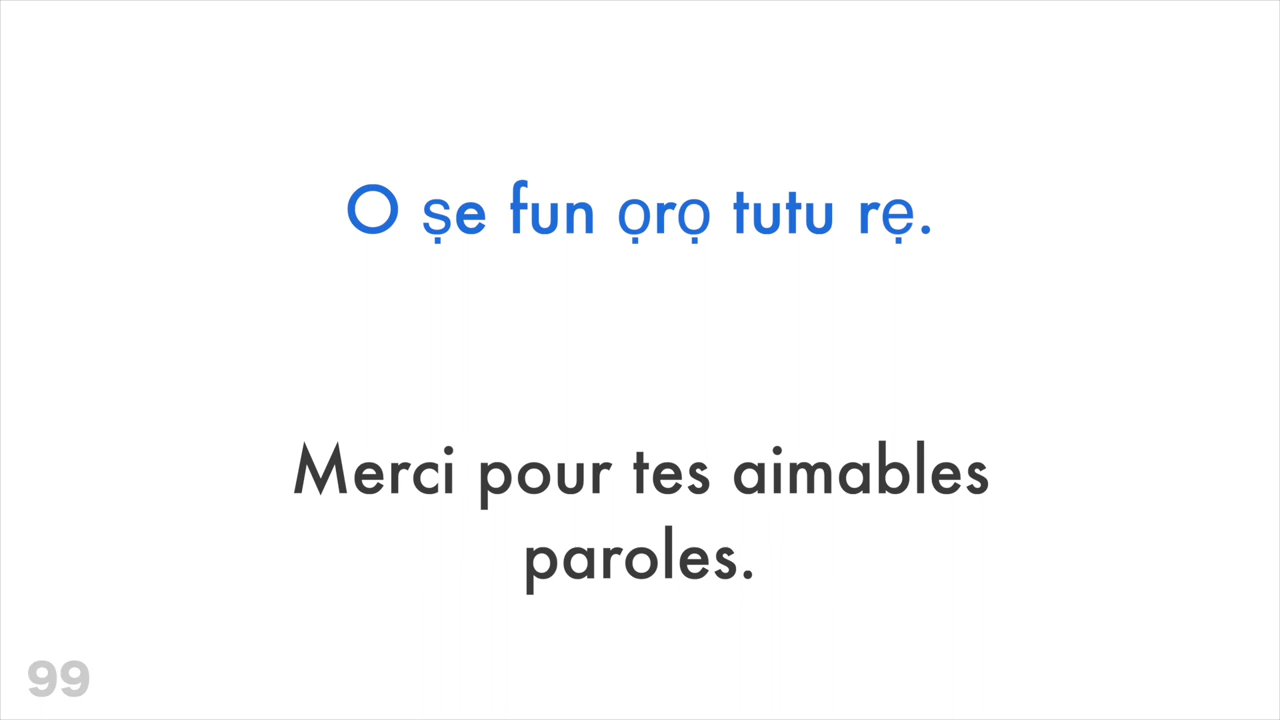 O ṣe fun ọrọ tutu rẹ.
Merci pour tes aimables
paroles.
99